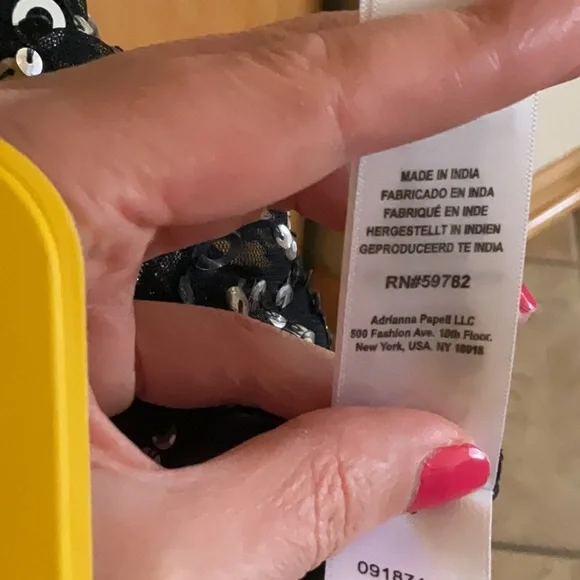 MADE IN INDIA
FABRICADO EN INDA
FABRIQUÉ EN INDE
HERGESTELLT IN INDIEN
GEPRODUCEERD TE INDIA
RN#59782
Adrianna Papell LLC
500 Fashion Ave. 10th Floor.
New York, USA. NY 10018
09187